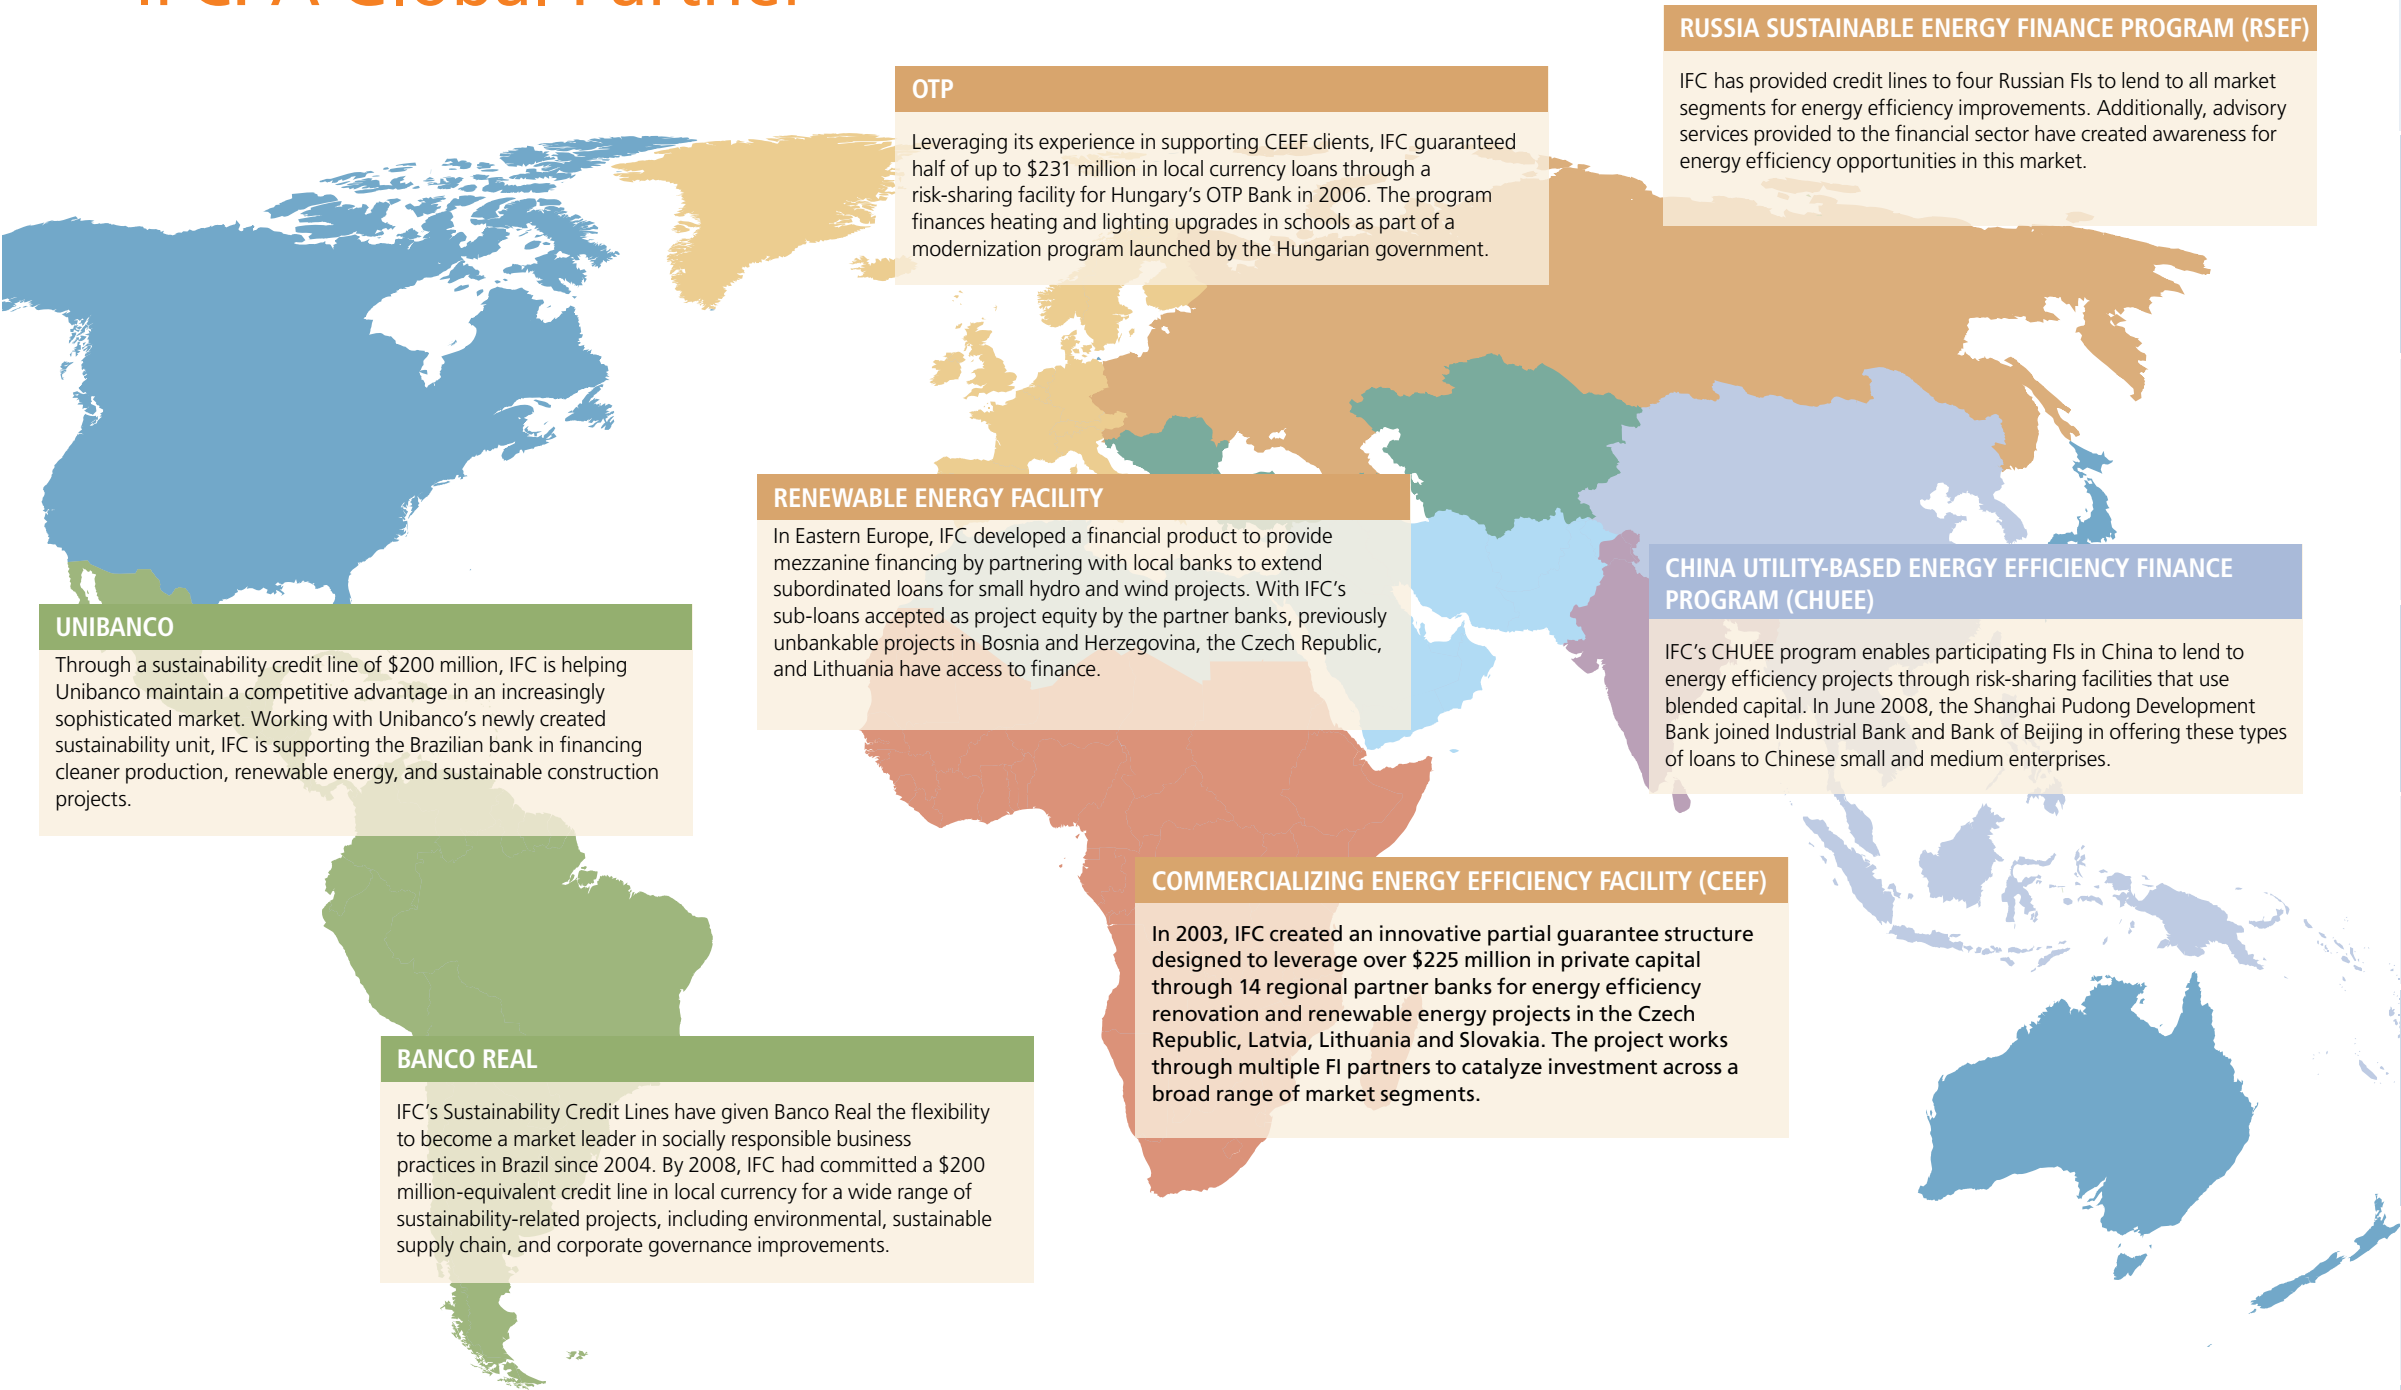 IFC: A Global Partner
RUSSIA SUSTAINABLE ENERGY FINANCE PROGRAM (RSEF)
IFC has provided credit lines to four Russian FIs to lend to all market
segments for energy efficiency improvements. Additionally, advisory
services provided to the financial sector have created awareness for
energy efficiency opportunities in this market.
OTP
Leveraging its experience in supporting CEEF clients, IFC guaranteed
half of up to $231 million in local currency loans through a
risk-sharing facility for Hungary’s OTP Bank in 2006. The program
finances heating and lighting upgrades in schools as part of a
modernization program launched by the Hungarian government.
RENEWABLE ENERGY FACILITY
In Eastern Europe, IFC developed a financial product to provide
mezzanine financing by partnering with local banks to extend
subordinated loans for small hydro and wind projects. With IFC’s
sub-loans accepted as project equity by the partner banks, previously
unbankable projects in Bosnia and Herzegovina, the Czech Republic,
and Lithuania have access to finance.
CHINA UTILITY-BASED ENERGY EFFICIENCY FINANCE
PROGRAM (CHUEE)
IFC’s CHUEE program enables participating FIs in China to lend to
energy efficiency projects through risk-sharing facilities that use
blended capital. In June 2008, the Shanghai Pudong Development
Bank joined Industrial Bank and Bank of Beijing in offering these types
of loans to Chinese small and medium enterprises.
UNIBANCO
Through a sustainability credit line of $200 million, IFC is helping
Unibanco maintain a competitive advantage in an increasingly
sophisticated market. Working with Unibanco’s newly created
sustainability unit, IFC is supporting the Brazilian bank in financing
cleaner production, renewable energy, and sustainable construction
projects.
COMMERCIALIZING ENERGY EFFICIENCY FACILITY (CEEF)
In 2003, IFC created an innovative partial guarantee structure
designed to leverage over $225 million in private capital
through 14 regional partner banks for energy efficiency
renovation and renewable energy projects in the Czech
Republic, Latvia, Lithuania and Slovakia. The project works
through multiple FI partners to catalyze investment across a
broad range of market segments.
BANCO REAL
IFC’s Sustainability Credit Lines have given Banco Real the flexibility
to become a market leader in socially responsible business
practices in Brazil since 2004. By 2008, IFC had committed a $200
million-equivalent credit line in local currency for a wide range of
sustainability-related projects, including environmental, sustainable
supply chain, and corporate governance improvements.